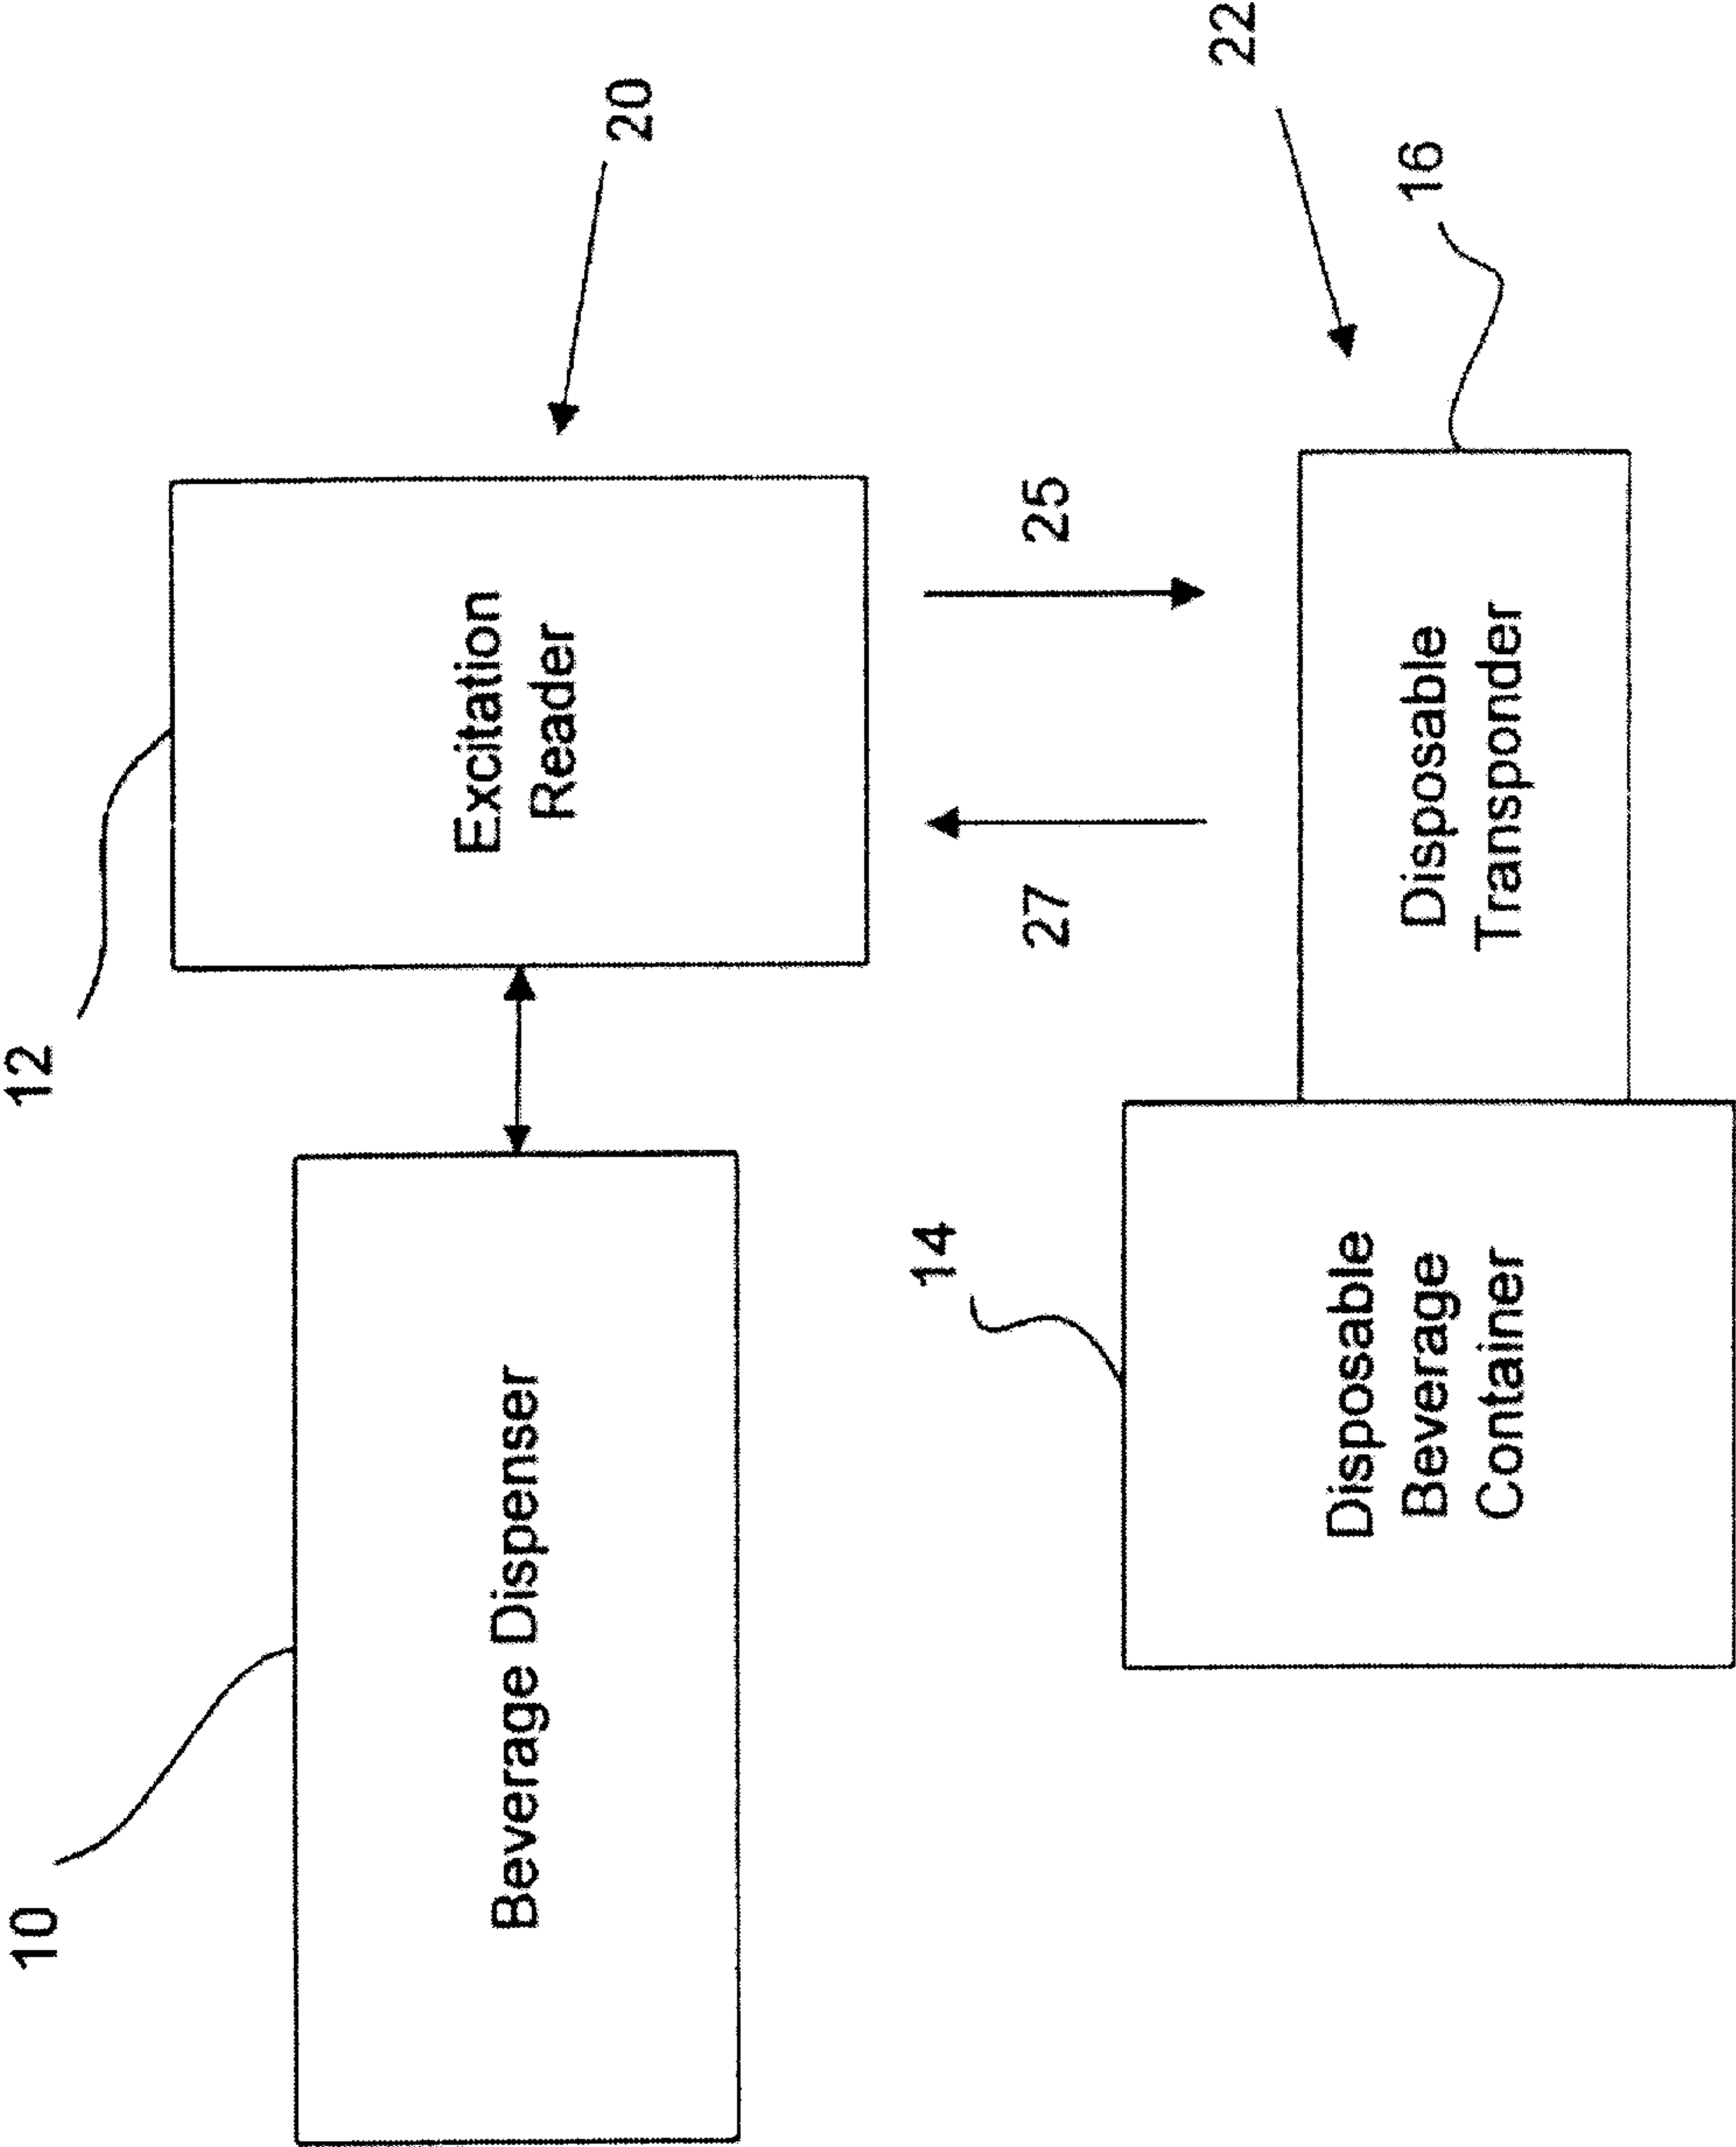 10
12
Beverage Dispenser
Excitation
Reader
20
14
27
25
Disposable
Beverage
Container
Disposable
Transponder
16
22